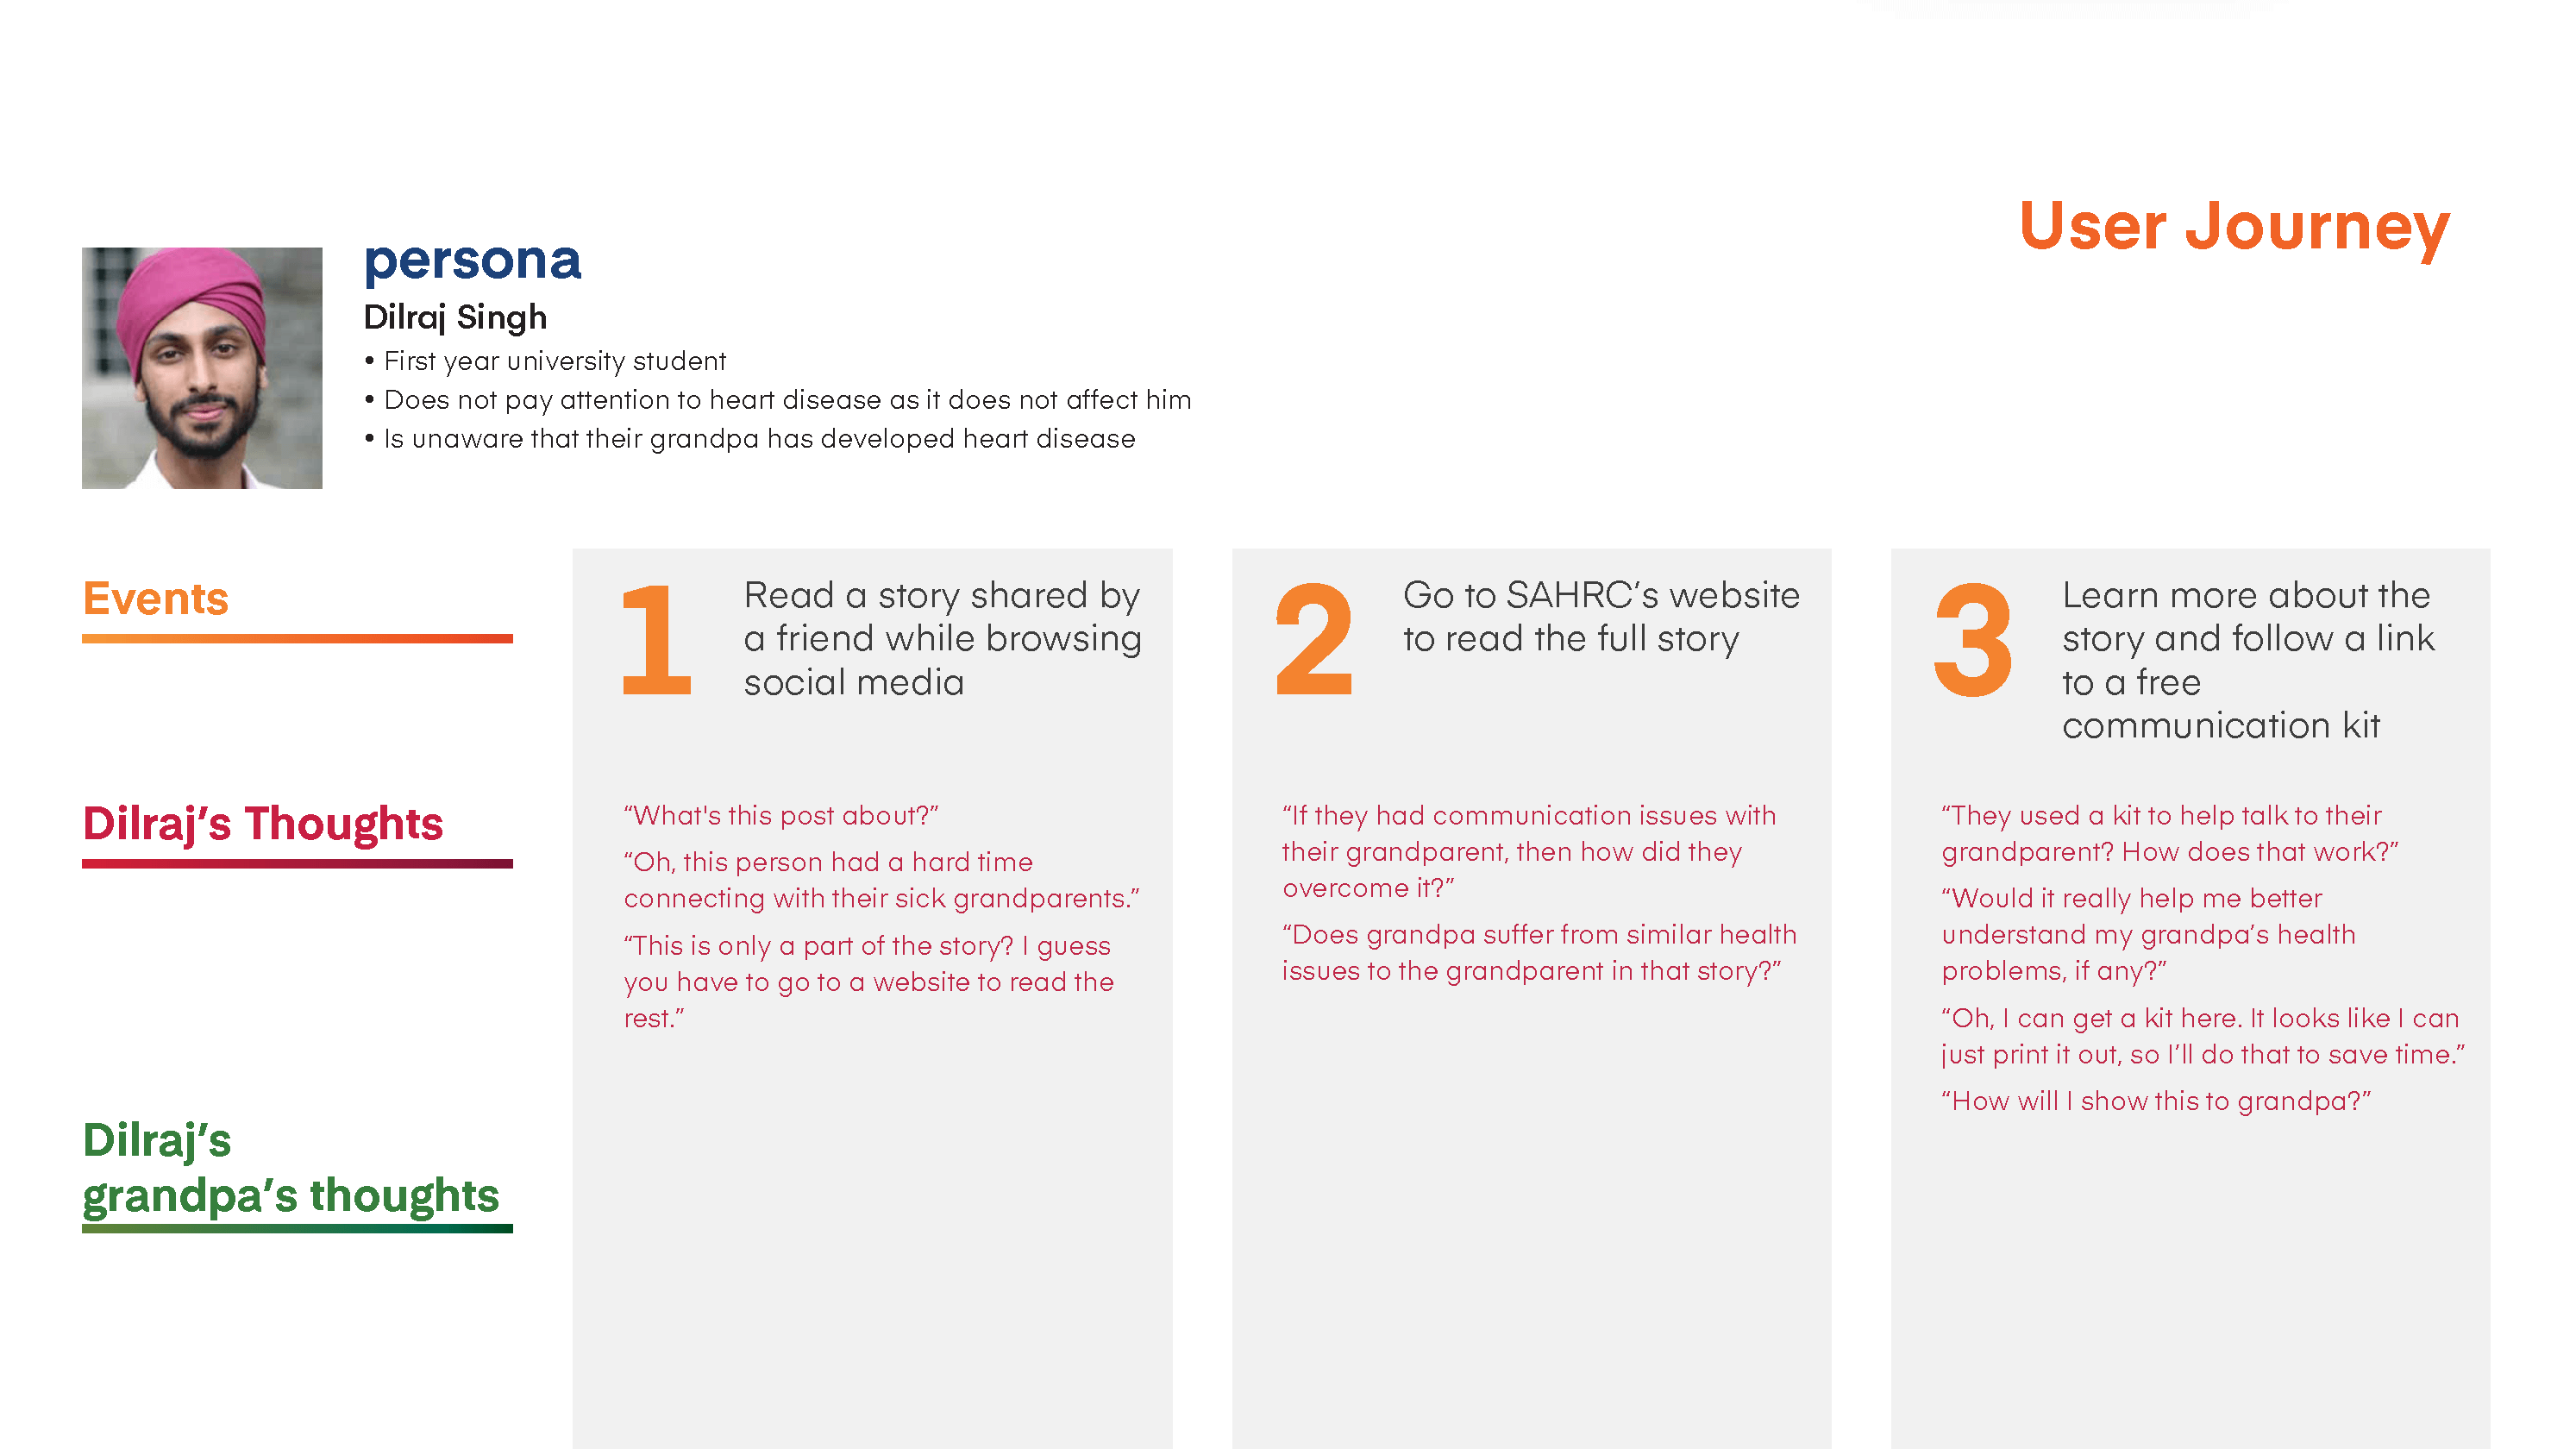 User Journey
persona
Dilraj Singh
• First year university student
• Does not pay attention to heart disease as it does not affect him
• Is unaware that their grandpa has developed heart disease
Events
1
Read a story shared by
a friend while browsing
social media
2
Go to SAHRC’s website
to read the full story
3
Learn more about the
story and follow a link
to a free
communication kit
Dilraj’s Thoughts
“What's this post about?”
“Oh, this person had a hard time
connecting with their sick grandparents.”
“This is only a part of the story? I guess
you have to go to a website to read the
rest.”
“If they had communication issues with
their grandparent, then how did they
overcome it?”
“Does grandpa suffer from similar health
issues to the grandparent in that story?”
“They used a kit to help talk to their
grandparent? How does that work?”
“Would it really help me better
understand my grandpa’s health
problems, if any?”
“Oh, I can get a kit here. It looks like I can
just print it out, so I’ll do that to save time.”
“How will I show this to grandpa?”
Dilraj’s
grandpa’s thoughts